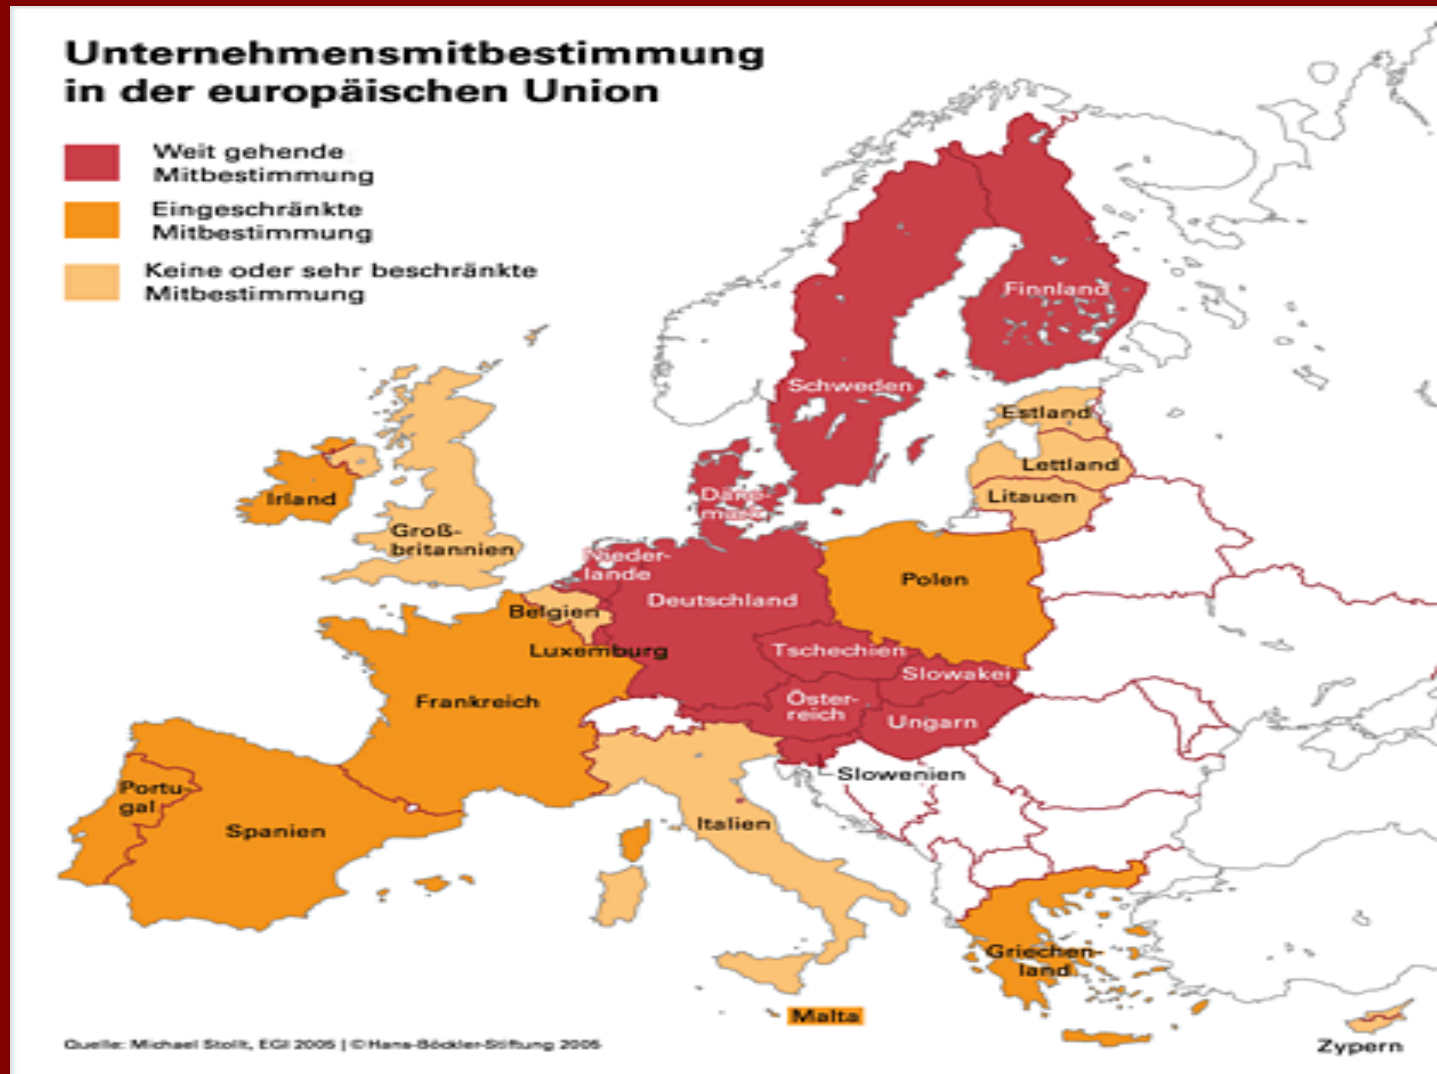 Unternehmensmitbestimmung
in der europäischen Union
Weit gehende
Mitbestimmung
Eingeschränkte
Mitbestimmung
Keine oder sehr beschränkte
Mitbestimmung
Finnland
Schweden
Estland
Lettland
Litauen
Däne-
mark
Irland
Groß-
britannien
Nieder-
lande
Polen
Deutschland
Belgien
Luxemburg
Tschechien
Slowakei
Frankreich
Öster-
reich
Ungarn
Slowenien
Portu-
gal
Spanien
Italien
Griechen-
land
Malta
Zypern
Quelle: Michael Stollt, EGI 2005 | © Hans-Böckler-Stiftung 2005